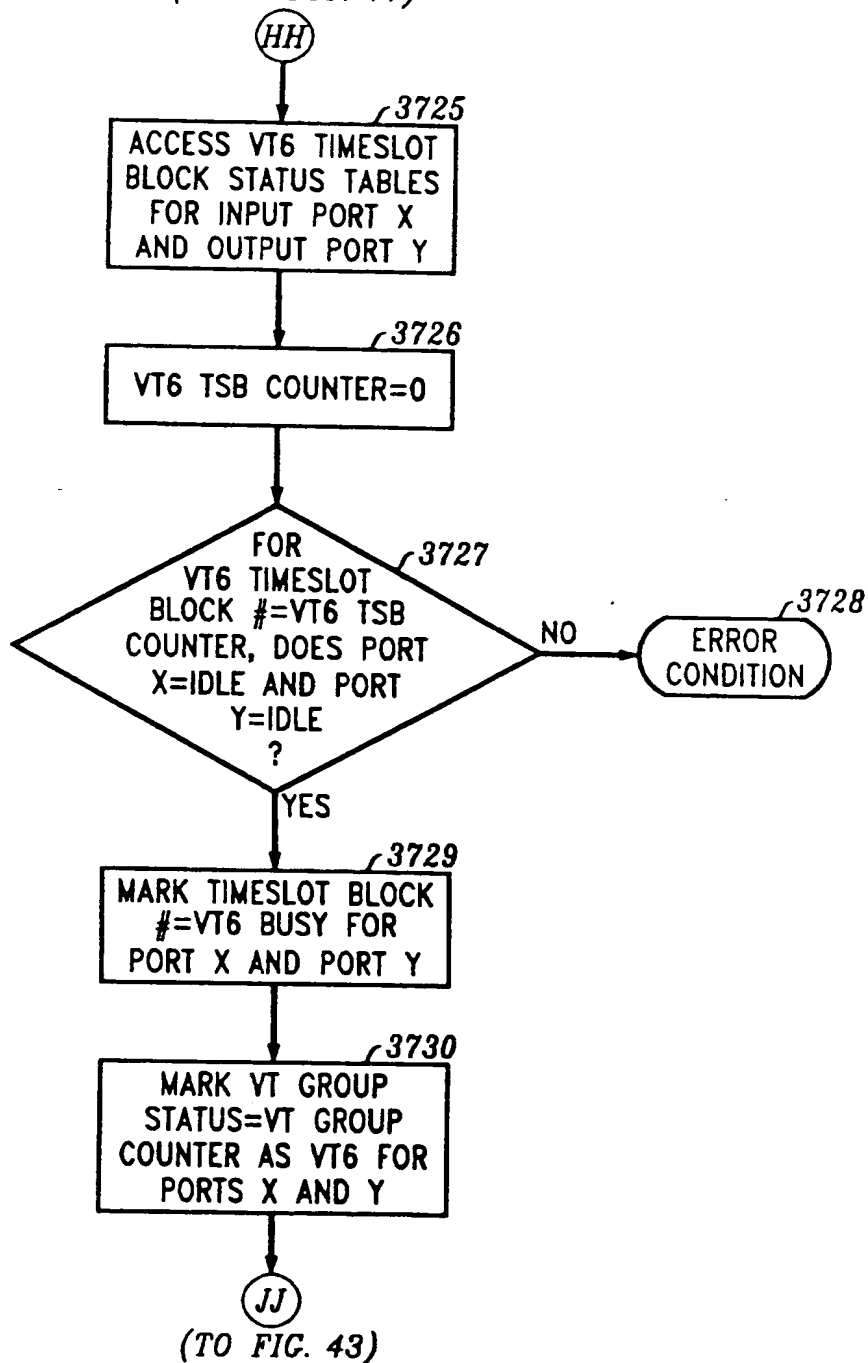 HH
3725
ACCESS VT6 TIMESLOT
BLOCK STATUS TABLES
FOR INPUT PORT X
AND OUTPUT PORT Y
3726
VT6 TSB COUNTER=0
3727
FOR
VT6 TIMESLOT
BLOCK #=VT6 TSB
COUNTER, DOES PORT
X=IDLE AND PORT
Y=IDLE
?
NO
3728
ERROR
CONDITION
YES
3729
MARK TIMESLOT BLOCK
#=VT6 BUSY FOR
PORT X AND PORT Y
3730
MARK VT GROUP
STATUS=VT GROUP
COUNTER AS VT6 FOR
PORTS X AND Y
JJ
(TO FIG. 43)